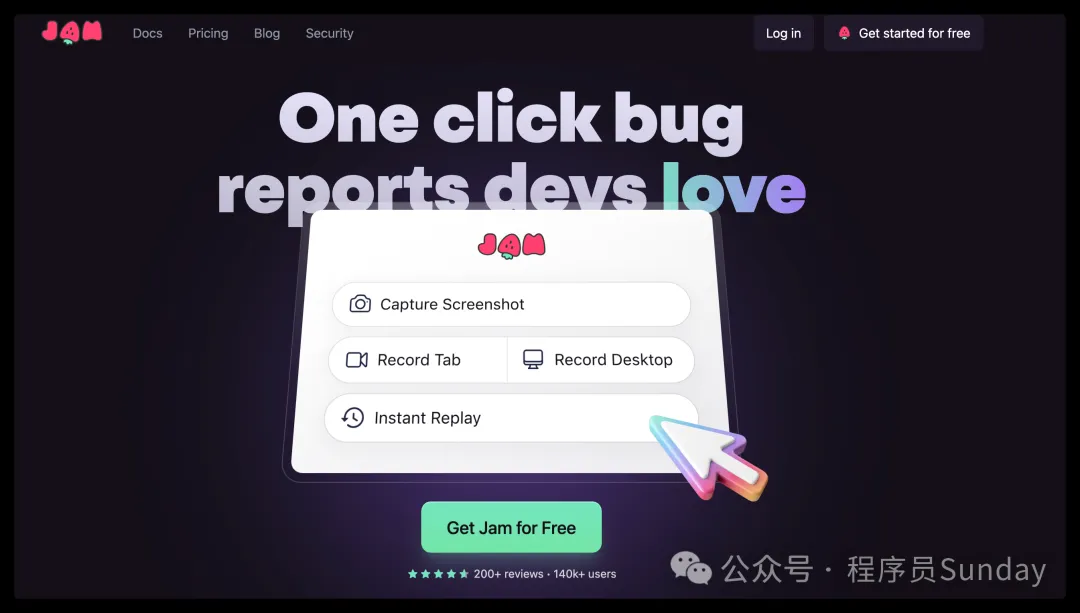 JAM Docs Pricing Blog Security Log in Get started for free
One click bug
reports devs love
JAM
Capture Screenshot
Record Tab Record Desktop
Instant Replay
Get Jam for Free
200+ reviews · 140k+ users
公众号 · 程序员Sunday